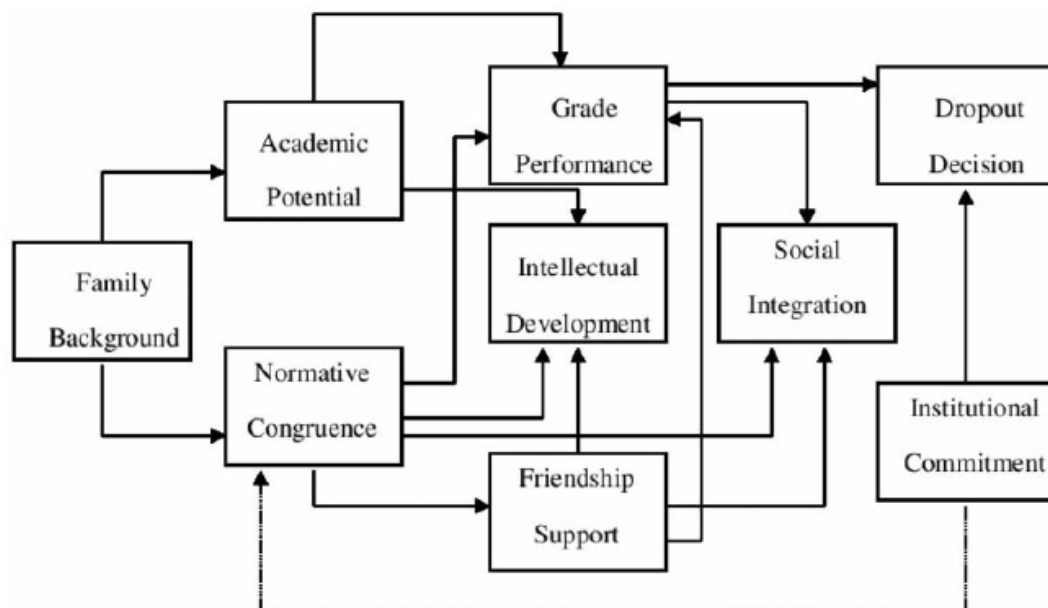 Grade
Performance
Dropout
Decision
Academic
Potential
Family
Background
Intellectual
Development
Social
Integration
Normative
Congruence
Institutional
Commitment
Friendship
Support